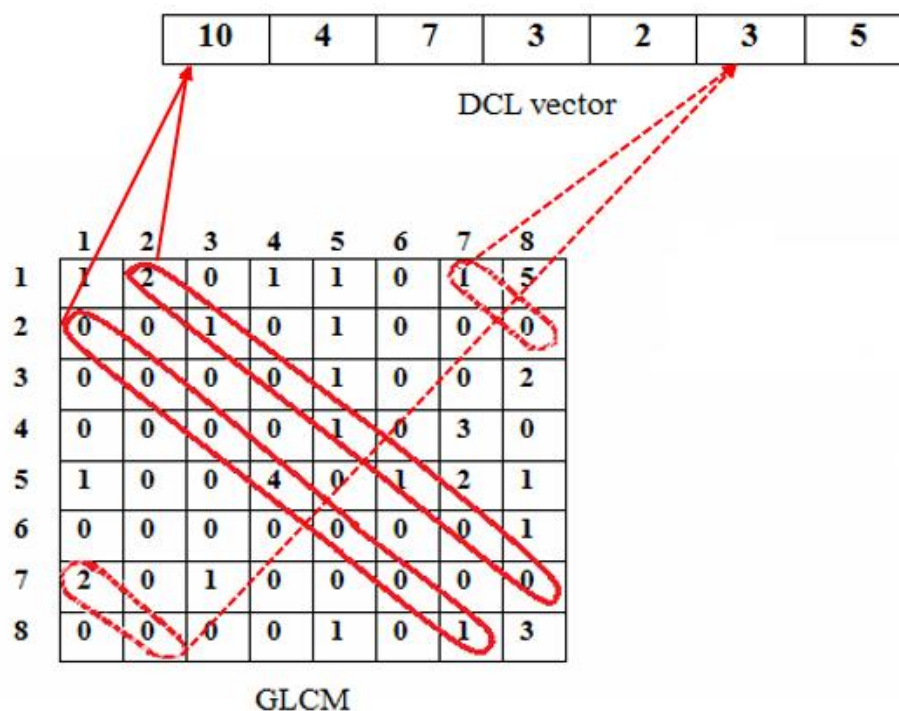 10 4 7 3 2 3 5
DCL vector
1 2 3 4 5 6 7 8
1 1 2 0 1 1 0 1 5
2 0 0 1 0 1 0 0 0
3 0 0 0 0 1 0 0 2
4 0 0 0 0 1 0 3 0
5 1 0 0 4 0 1 2 1
6 0 0 0 0 0 0 0 1
7 2 0 1 0 0 0 0 0
8 0 0 0 0 1 0 1 3
GLCM